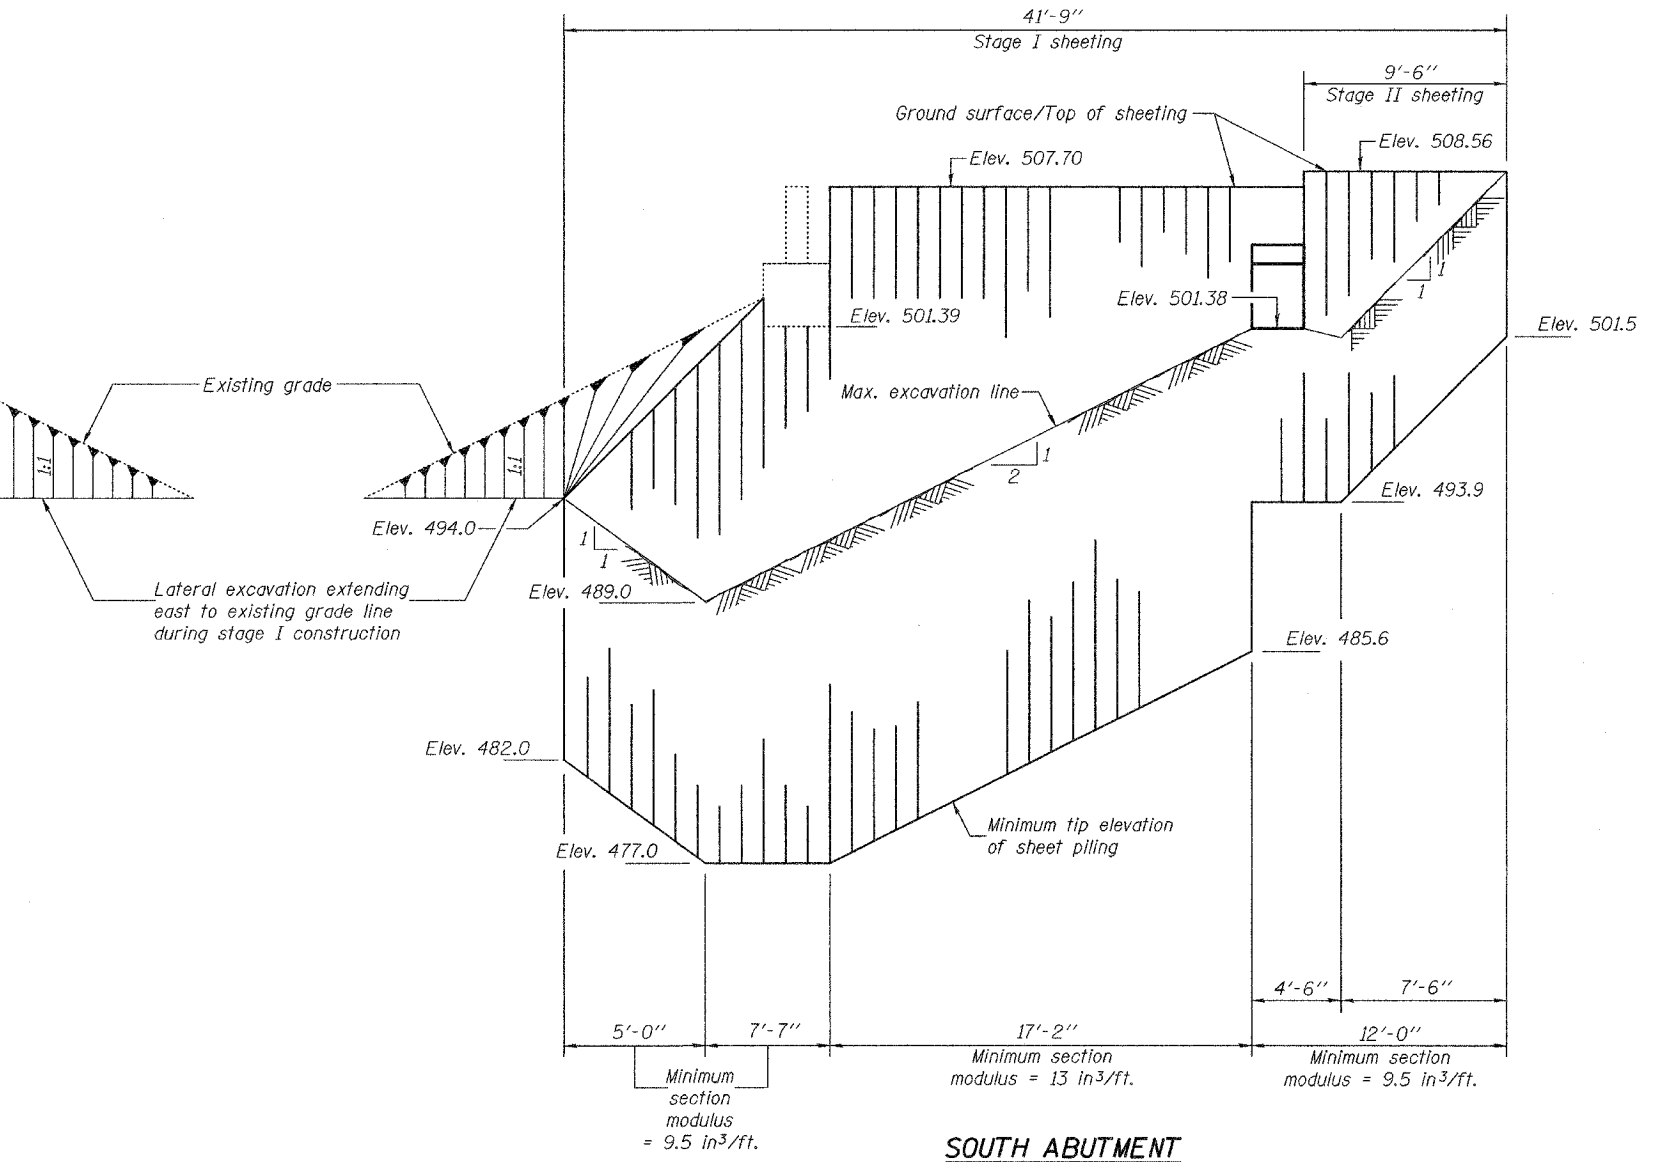 41'-9"
Stage I sheeting
9'-6"
Stage II sheeting
Ground surface/Top of sheeting
Elev. 508.56
Elev. 507.70
Elev. 501.38
1
1
Elev. 501.39
Elev. 501.5
Existing grade
Max. excavation line
1:1
1:1
1
2
Elev. 493.9
Elev. 494.0
1
1
Lateral excavation extending
east to existing grade line
during stage I construction
Elev. 489.0
Elev. 485.6
Elev. 482.0
Minimum tip elevation
of sheet piling
Elev. 477.0
4'-6"
7'-6"
5'-0"
7'-7"
17'-2"
12'-0"
Minimum section
modulus = 13 in³/ft.
Minimum section
modulus = 9.5 in³/ft.
Minimum
section
modulus
= 9.5 in³/ft.
SOUTH ABUTMENT